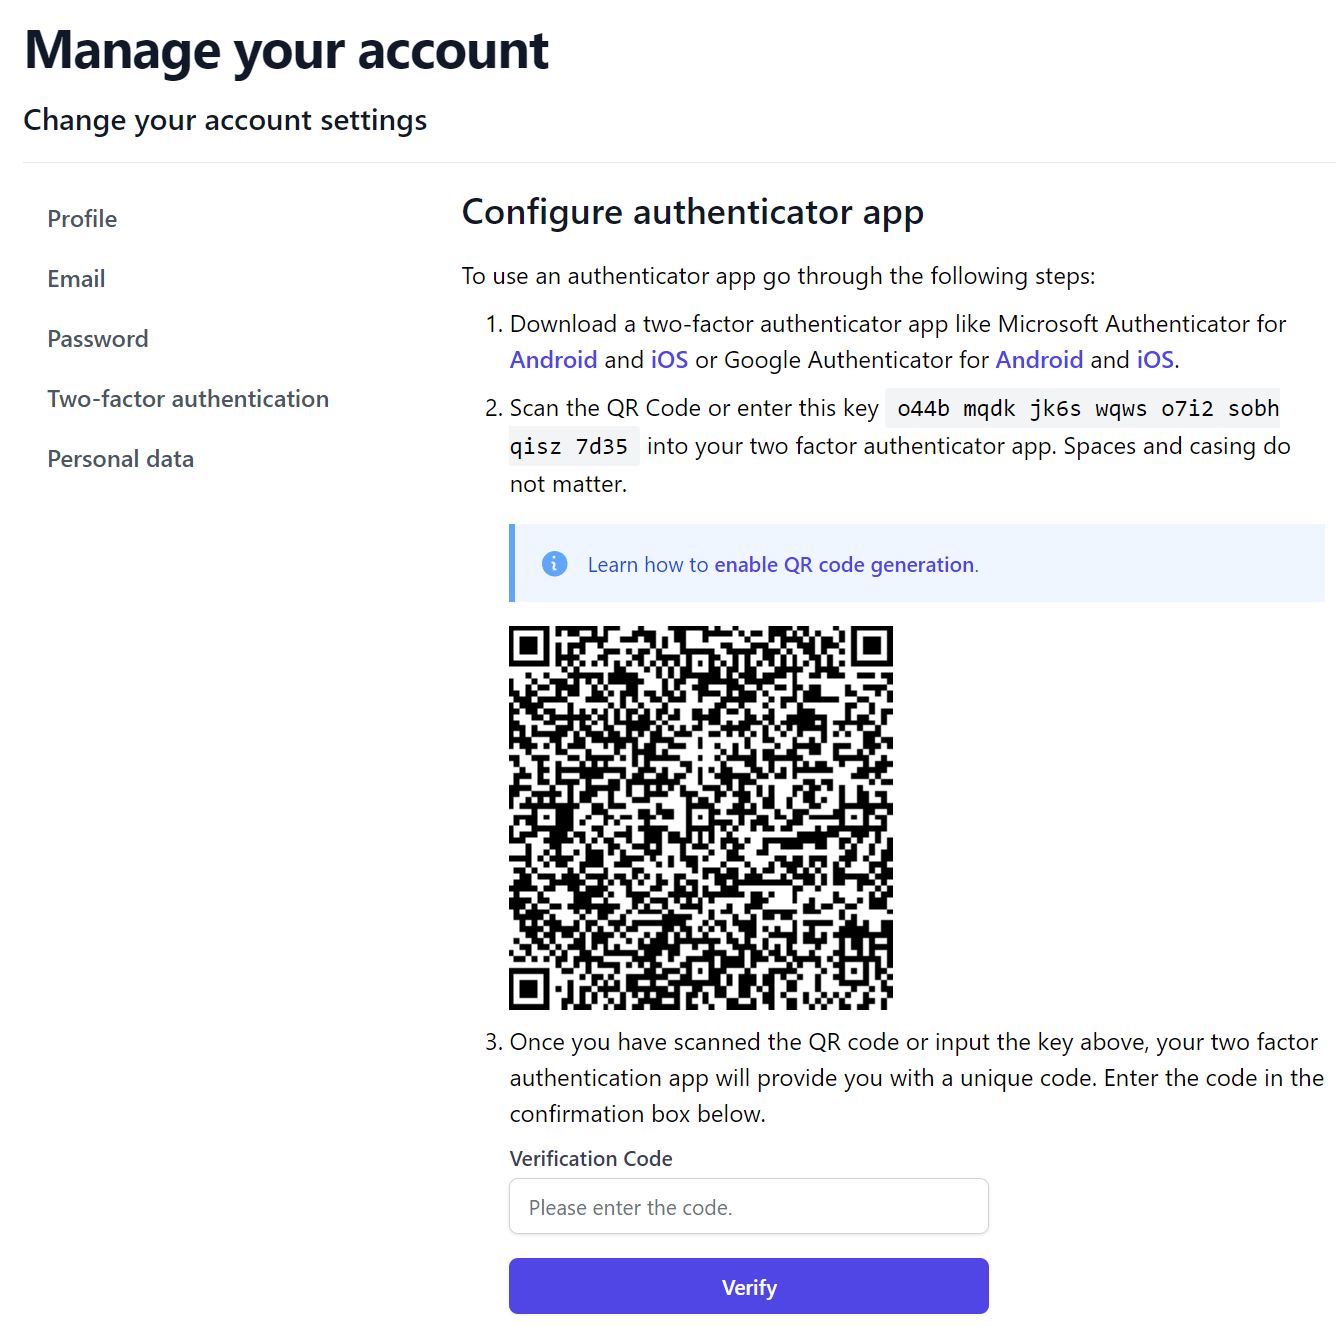 Manage your account
Change your account settings
Profile
Email
Password
Two-factor authentication
Personal data
Configure authenticator app
To use an authenticator app go through the following steps:
1. Download a two-factor authenticator app like Microsoft Authenticator for
Android and iOS or Google Authenticator for Android and iOS.
2. Scan the QR Code or enter this key o44b mqdk jk6s wqws o7i2 sobh
qisz 7d35 into your two factor authenticator app. Spaces and casing do
not matter.
Learn how to enable QR code generation.
3. Once you have scanned the QR code or input the key above, your two factor
authentication app will provide you with a unique code. Enter the code in the
confirmation box below.
Verification Code
Please enter the code.
Verify